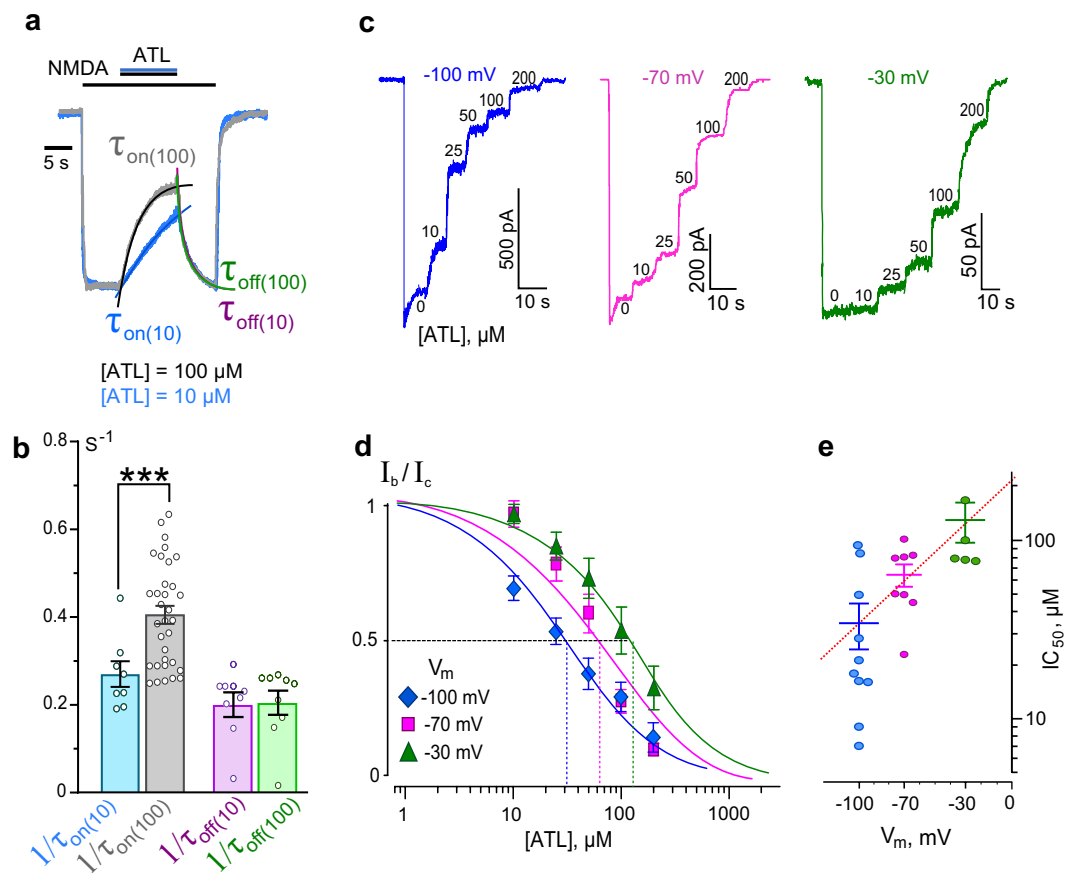 a
ATL
NMDA
5 s
τon(100)
τon(10)
τoff(100)
τoff(10)
[ATL] = 100 μM
[ATL] = 10 μM
c
-100 mV
-70 mV
-30 mV
0
10
25
50
100
200
500 pA
10 s
[ATL], μM
0
10
25
50
100
200
200 pA
10 s
0
10
25
50
100
200
50 pA
10 s
b
S-1
0.8
0.6
0.4
0.2
0
***
1/τon(10)
1/τon(100)
1/τoff(10)
1/τoff(100)
d
Ib / Ic
1
0.5
0
Vm
-100 mV
-70 mV
-30 mV
1
10
100
1000
[ATL], μM
e
100
10
IC50, μM
-100
-70
-30
0
Vm, mV